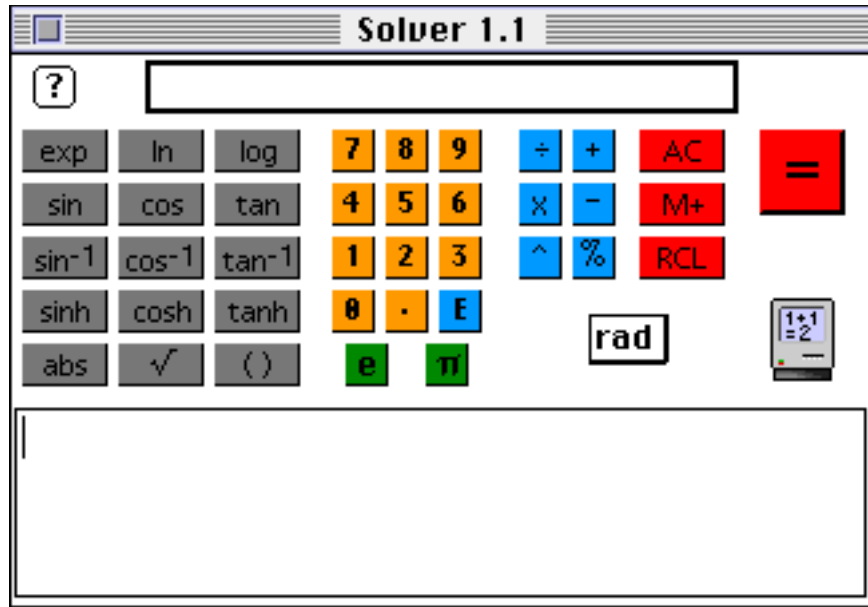 Solver 1.1
?
exp ln log 7 8 9 ÷ + AC =
sin cos tan 4 5 6 x - M+
sin-1 cos-1 tan-1 1 2 3 ^ % RCL
sinh cosh tanh 0 . E
rad
1+1
=2
abs √ ( ) e π